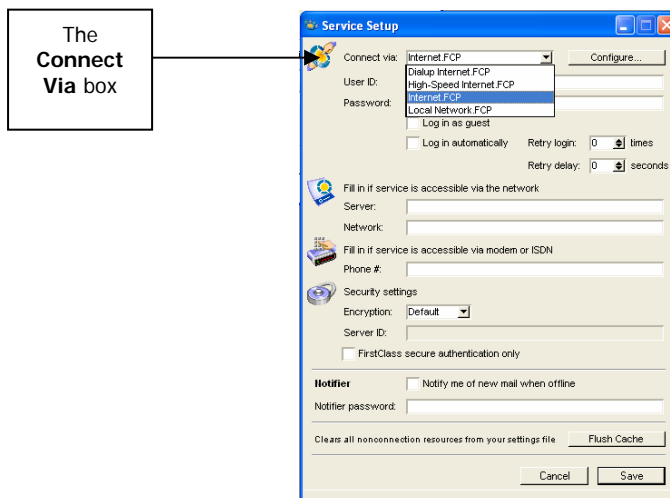 The
Connect
Via box
Service Setup
Connect via: Internet.FCP Configure...
Dialup Internet.FCP
High-Speed Internet.FCP
Internet.FCP
Local Network.FCP
User ID:
Password:
Log in as guest
Log in automatically Retry login: 0 times
Retry delay: 0 seconds
Fill in if service is accessible via the network
Server:
Network:
Fill in if service is accessible via modem or ISDN
Phone #:
Security settings
Encryption: Default
Server ID:
FirstClass secure authentication only
Notifier Notify me of new mail when offline
Notifier password:
Clears all nonconnection resources from your settings file Flush Cache
Cancel Save